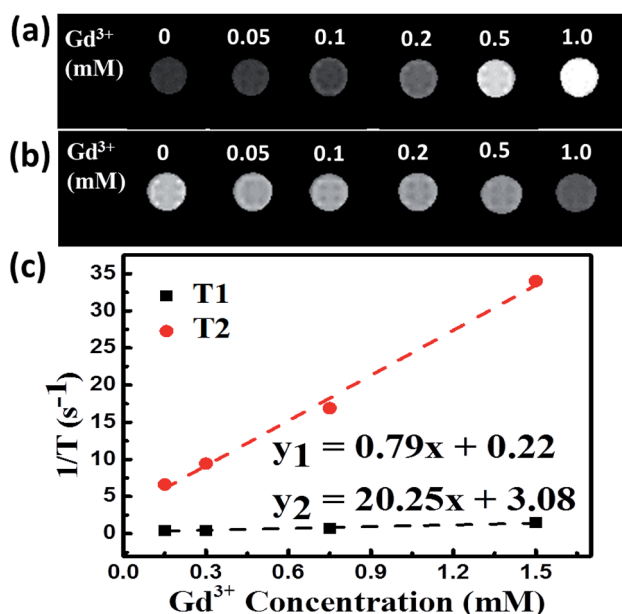 (a)
Gd³⁺ 0 0.05 0.1 0.2 0.5 1.0
(mM)
(b)
Gd³⁺ 0 0.05 0.1 0.2 0.5 1.0
(mM)
(c)
35
30
25
20
15
10
5
0
1/T (s⁻¹)
T1
T2
y₁ = 0.79x + 0.22
y₂ = 20.25x + 3.08
0.0 0.3 0.6 0.9 1.2 1.5
Gd³⁺ Concentration (mM)